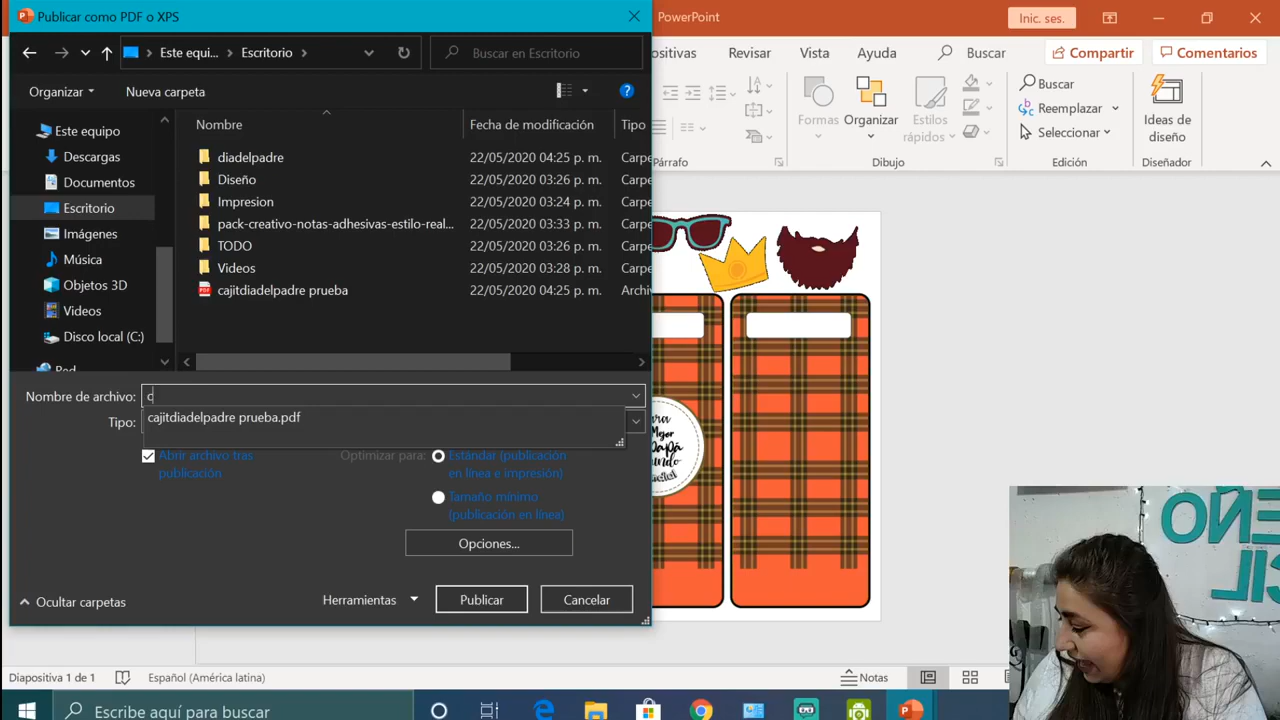 Publicar como PDF o XPS
PowerPoint
Inic. ses.
Este equi...
Escritorio
Buscar en Escritorio
Revisar
Vista
Ayuda
Buscar
Compartir
Comentarios
Organizar
Nueva carpeta
Nombre
Fecha de modificación
Tipo
Este equipo
Descargas
Documentos
Escritorio
Imágenes
Música
Objetos 3D
Videos
Disco local (C:)
Red
diadelpadre 22/05/2020 04:25 p. m. Carpe
Diseño 22/05/2020 03:26 p. m. Carpe
Impresion 22/05/2020 03:24 p. m. Carpe
pack-creativo-notas-adhesivas-estilo-real... 22/05/2020 03:33 p. m. Carpe
TODO 22/05/2020 03:26 p. m. Carpe
Videos 22/05/2020 03:28 p. m. Carpe
cajitdiadelpadre prueba 22/05/2020 04:25 p. m. Archi
Nombre de archivo: c
cajitdiadelpadre prueba.pdf
Tipo:
Abrir archivo tras
publicación
Optimizar para:
Estándar (publicación
en línea e impresión)
Tamaño mínimo
(publicación en línea)
Opciones...
Ocultar carpetas
Herramientas
Publicar
Cancelar
Formas
Organizar
Estilos
rápidos
Buscar
Reemplazar
Seleccionar
Ideas de
diseño
Párrafo
Dibujo
Edición
Diseñador
Mejor
PaPá
Diapositiva 1 de 1
Español (América latina)
Notas
Escribe aquí para buscar